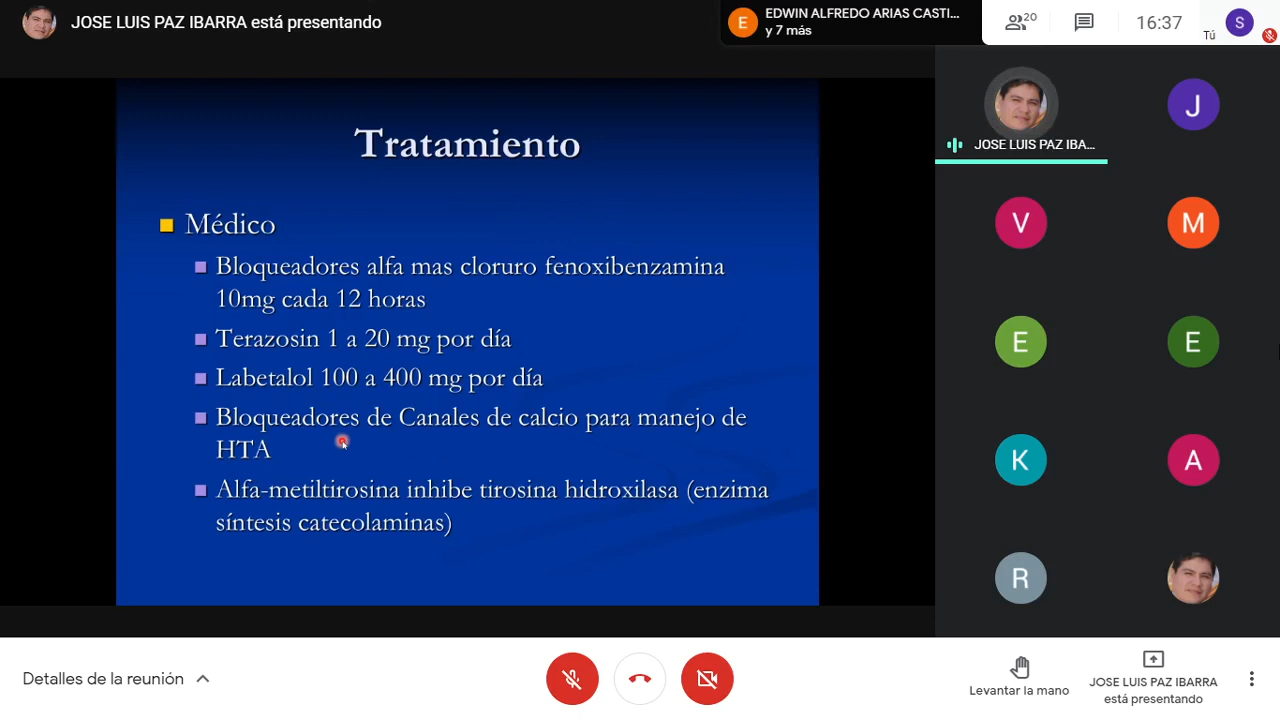 JOSE LUIS PAZ IBARRA está presentando
E
EDWIN ALFREDO ARIAS CASTI...
y 7 más
20
16:37
Tú
S
Tratamiento
Médico
Bloqueadores alfa mas cloruro fenoxibenzamina
10mg cada 12 horas
Terazosin 1 a 20 mg por día
Labetalol 100 a 400 mg por día
Bloqueadores de Canales de calcio para manejo de
HTA
Alfa-metiltirosina inhibe tirosina hidroxilasa (enzima
síntesis catecolaminas)
JOSE LUIS PAZ IBA...
J
V
M
E
E
K
A
R
Detalles de la reunión
Levantar la mano
JOSE LUIS PAZ IBARRA
está presentando